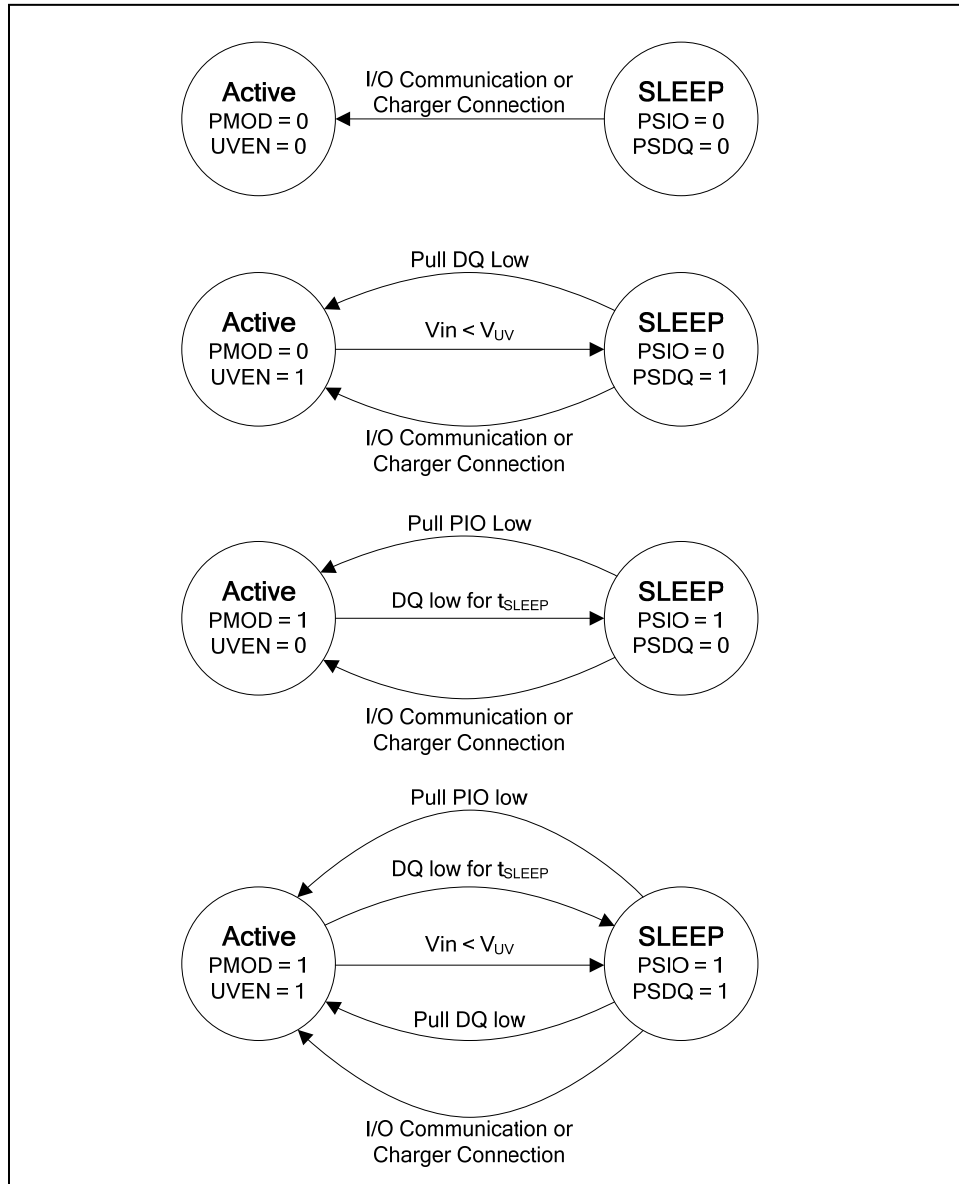 I/O Communication or
Charger Connection
Active
PMOD = 0
UVEN = 0
SLEEP
PSIO = 0
PSDQ = 0
Pull DQ Low
Active
PMOD = 0
UVEN = 1
Vin < VUV
SLEEP
PSIO = 0
PSDQ = 1
I/O Communication or
Charger Connection
Pull PIO Low
Active
PMOD = 1
UVEN = 0
DQ low for tSLEEP
SLEEP
PSIO = 1
PSDQ = 0
I/O Communication or
Charger Connection
Pull PIO low
DQ low for tSLEEP
Active
PMOD = 1
UVEN = 1
Vin < VUV
SLEEP
PSIO = 1
PSDQ = 1
Pull DQ low
I/O Communication or
Charger Connection